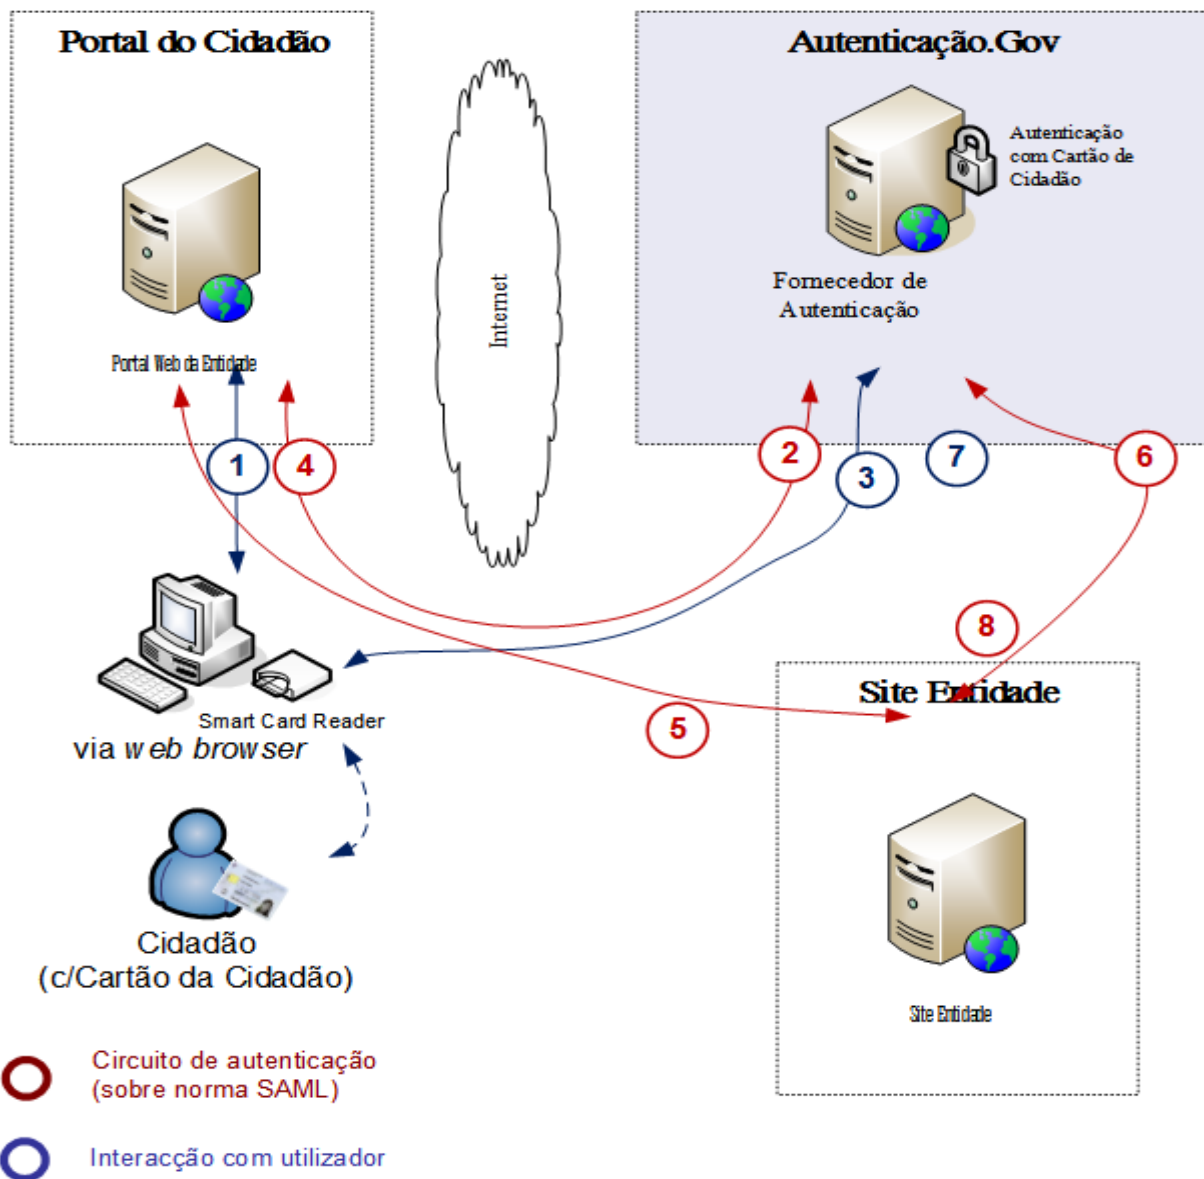 Portal do Cidadão
Autenticação.Gov
Autenticação
com Cartão de
Cidadão
Fornecedor de
Autenticação
Internet
Portal Web da Entidade
1
4
2
3
7
6
8
5
Smart Card Reader
via web browser
Site Entidade
Cidadão
(c/Cartão da Cidadão)
Site Entidade
Circuito de autenticação
(sobre norma SAML)
Interacção com utilizador